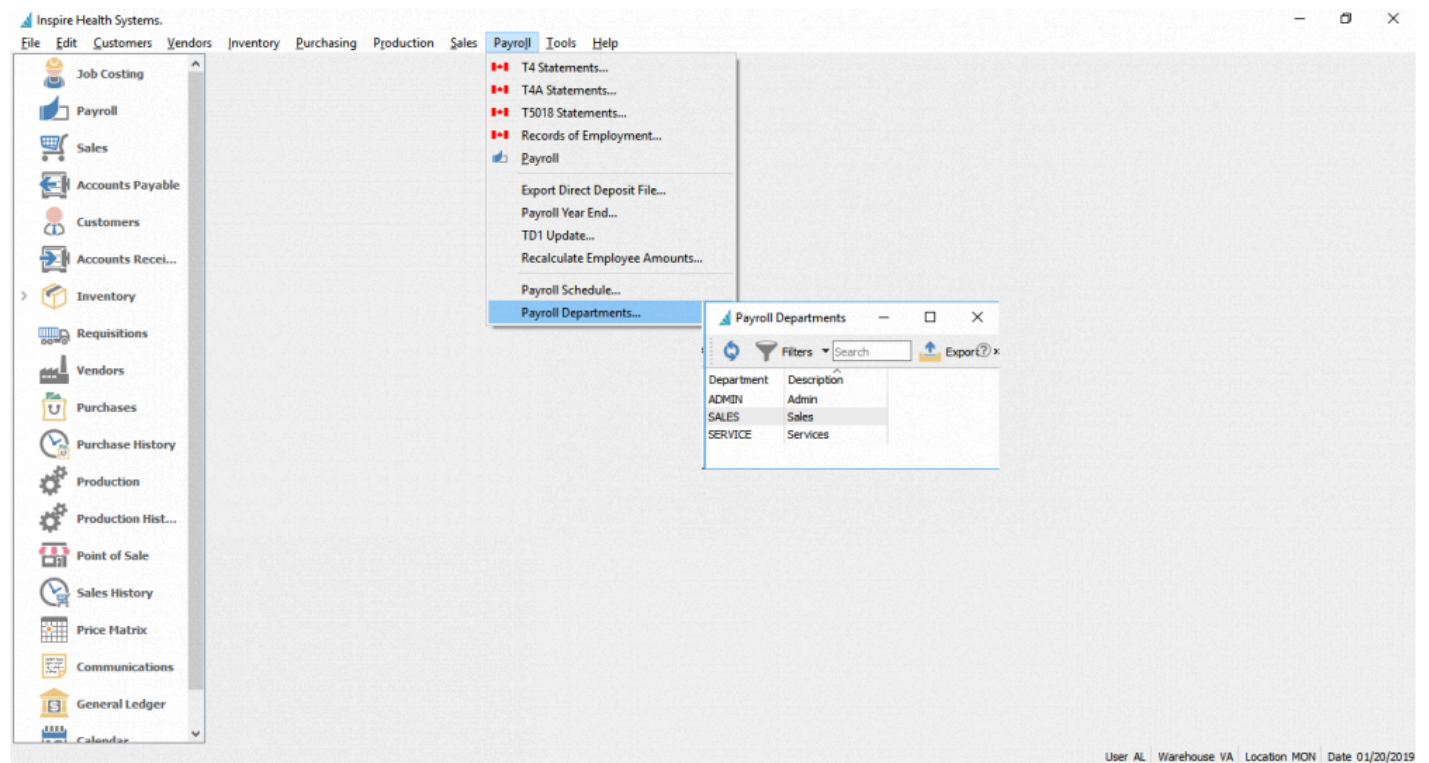 Inspire Health Systems.
File Edit Customers Vendors Inventory Purchasing Production Sales Payroll Tools Help
Job Costing
Payroll
Sales
Accounts Payable
Customers
Accounts Recei...
Inventory
Requisitions
Vendors
Purchases
Purchase History
Production
Production Hist...
Point of Sale
Sales History
Price Matrix
Communications
General Ledger
Calendar
T4 Statements...
T4A Statements...
T5018 Statements...
Records of Employment...
Payroll
Export Direct Deposit File...
Payroll Year End...
TD1 Update...
Recalculate Employee Amounts...
Payroll Schedule...
Payroll Departments...
Payroll Departments
Filters Search Export
Department Description
ADMIN Admin
SALES Sales
SERVICE Services
User AL Warehouse VA Location MON Date 01/20/2019